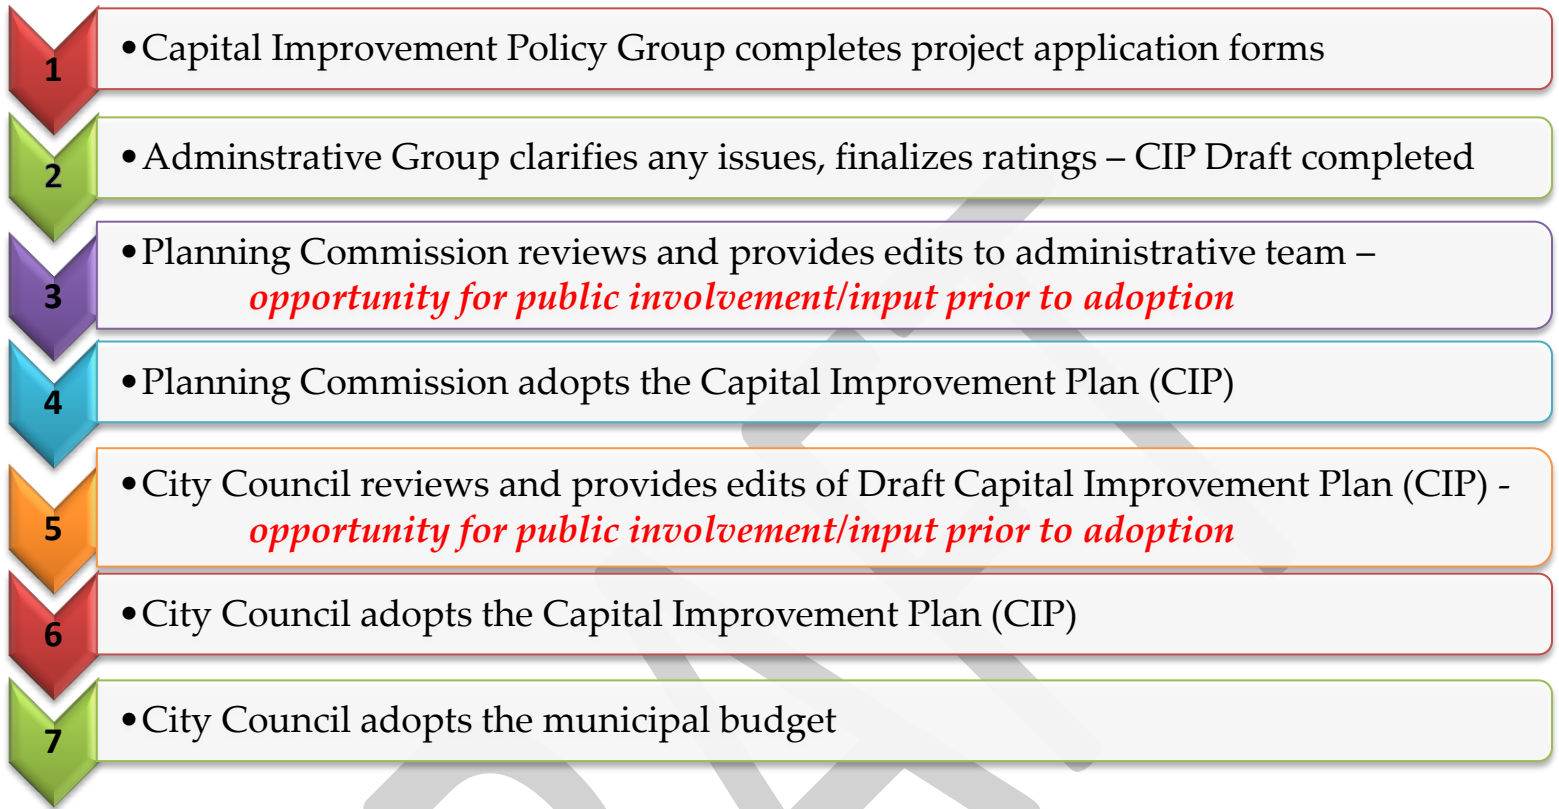 1
•Capital Improvement Policy Group completes project application forms
2
•Adminstrative Group clarifies any issues, finalizes ratings – CIP Draft completed
3
•Planning Commission reviews and provides edits to administrative team –
opportunity for public involvement/input prior to adoption
4
•Planning Commission adopts the Capital Improvement Plan (CIP)
5
•City Council reviews and provides edits of Draft Capital Improvement Plan (CIP) -
opportunity for public involvement/input prior to adoption
6
•City Council adopts the Capital Improvement Plan (CIP)
7
•City Council adopts the municipal budget